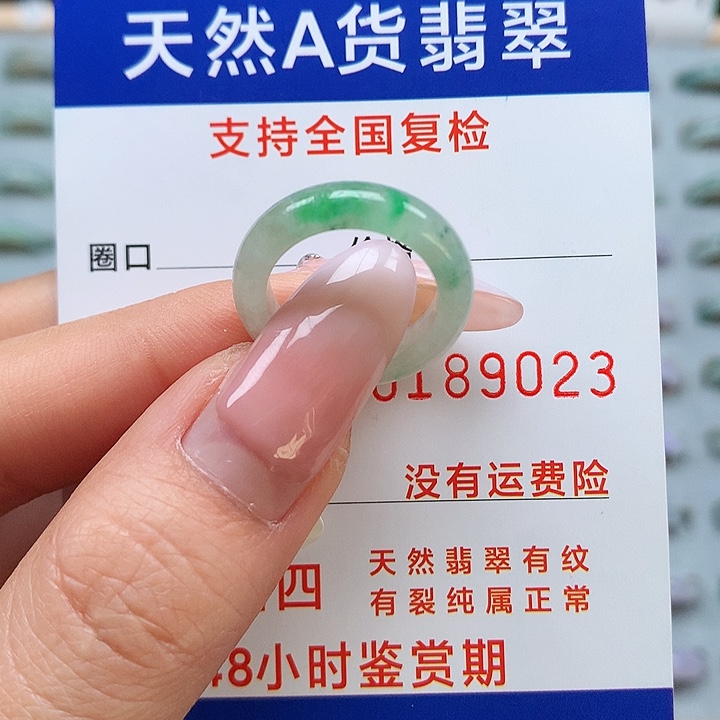 天然A货翡翠
支持全国复检
圈口
0189023
没有运费险
四
天然翡翠有纹
有裂纯属正常
48小时鉴赏期